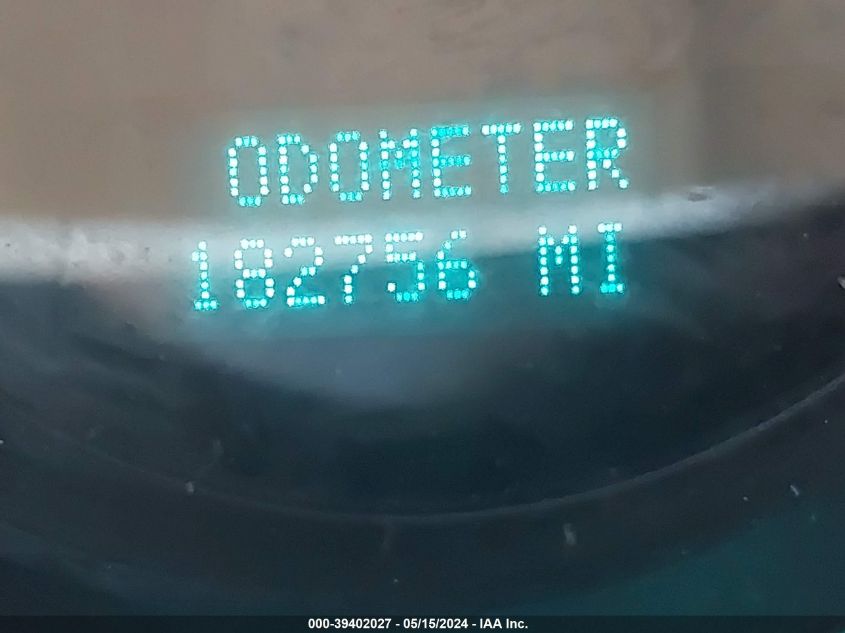 ODOMETER
182756 MI
000-39402027 - 05/15/2024 - IAA Inc.